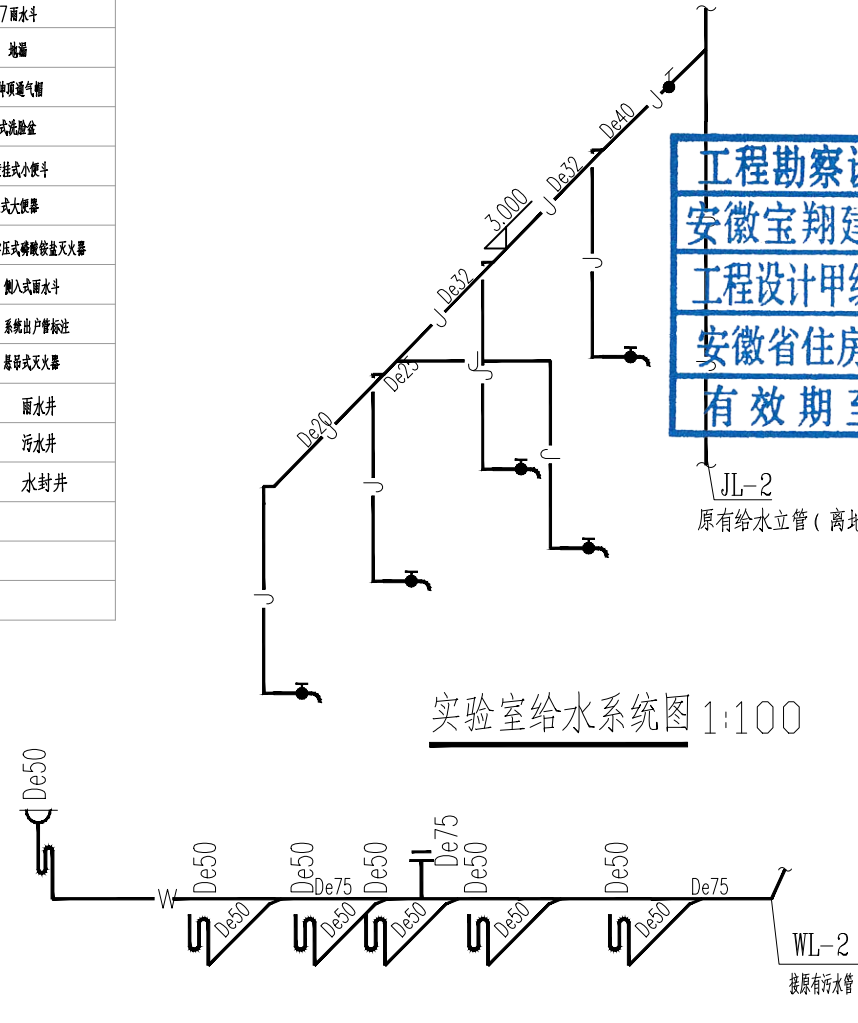 雨水斗
地漏
伸顶通气帽
式洗脸盆
挂式小便斗
式大便器
压式磷酸铵盐灭火器
侧入式雨水斗
系统出户管标注
悬吊式灭火器
雨水井
污水井
水封井
J
De40
De32
J
3.000
De32
J
De25
De20
J
J
J
J
J
J
工程勘察设
安徽宝翔建
工程设计甲级
安徽省住房
有效期至
JL-2
原有给水立管(离地
实验室给水系统图 1:100
De50
De75
De50
De50
De50
De50
De50
W
De75
De75
De50
De50
De50
De50
De50
WL-2
接原有污水管